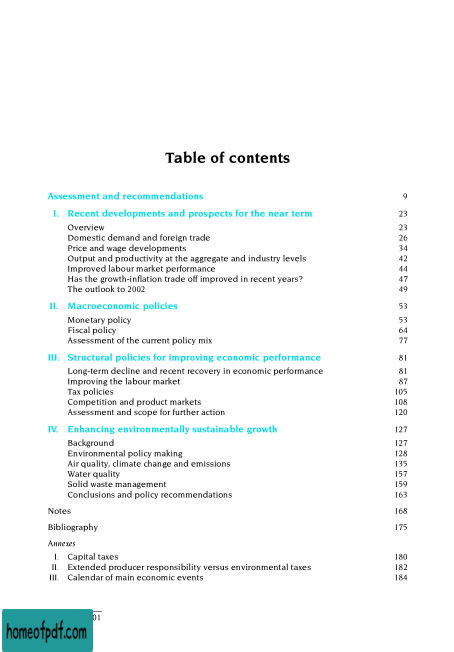 Table of contents
Assessment and recommendations 9
I. Recent developments and prospects for the near term 23
Overview 23
Domestic demand and foreign trade 26
Price and wage developments 34
Output and productivity at the aggregate and industry levels 42
Improved labour market performance 44
Has the growth-inflation trade off improved in recent years? 47
The outlook to 2002 49
II. Macroeconomic policies 53
Monetary policy 53
Fiscal policy 64
Assessment of the current policy mix 77
III. Structural policies for improving economic performance 81
Long-term decline and recent recovery in economic performance 81
Improving the labour market 87
Tax policies 105
Competition and product markets 108
Assessment and scope for further action 120
IV. Enhancing environmentally sustainable growth 127
Background 127
Environmental policy making 128
Air quality, climate change and emissions 135
Water quality 157
Solid waste management 159
Conclusions and policy recommendations 163
Notes 168
Bibliography 175
Annexes
I. Capital taxes 180
II. Extended producer responsibility versus environmental taxes 182
III. Calendar of main economic events 184
01
homeofpdf.com